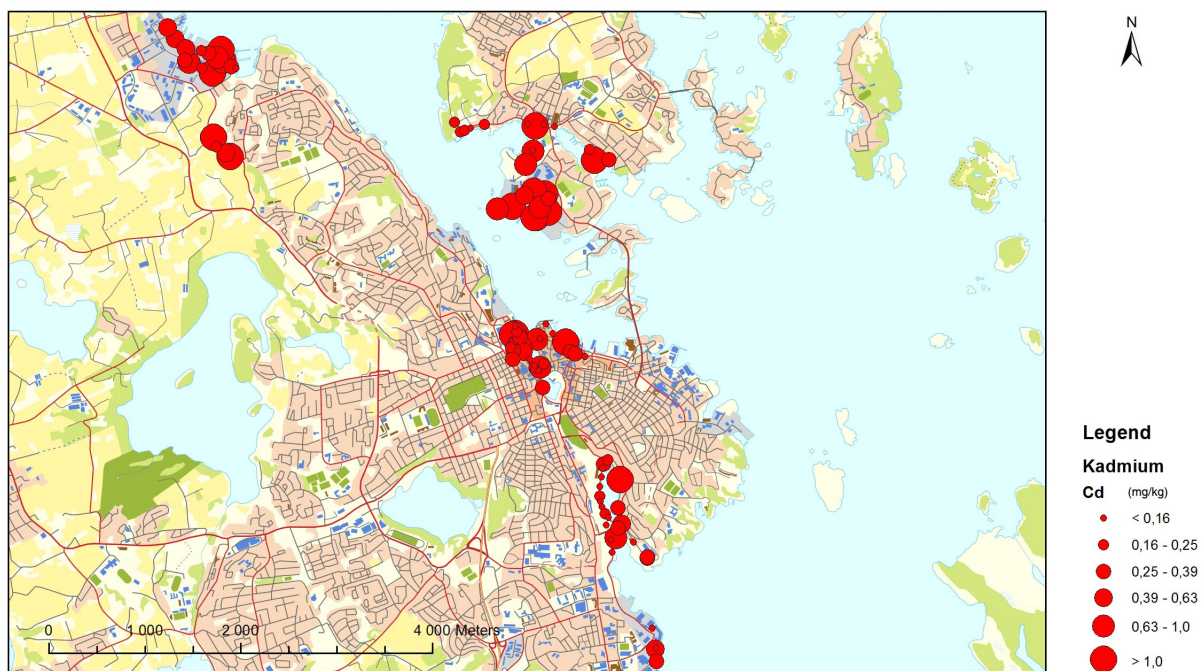 N
Legend
Kadmium
Cd (mg/kg)
< 0,16
0,16 - 0,25
0,25 - 0,39
0,39 - 0,63
0,63 - 1,0
> 1,0
0 1 000 2 000 4 000 Meters